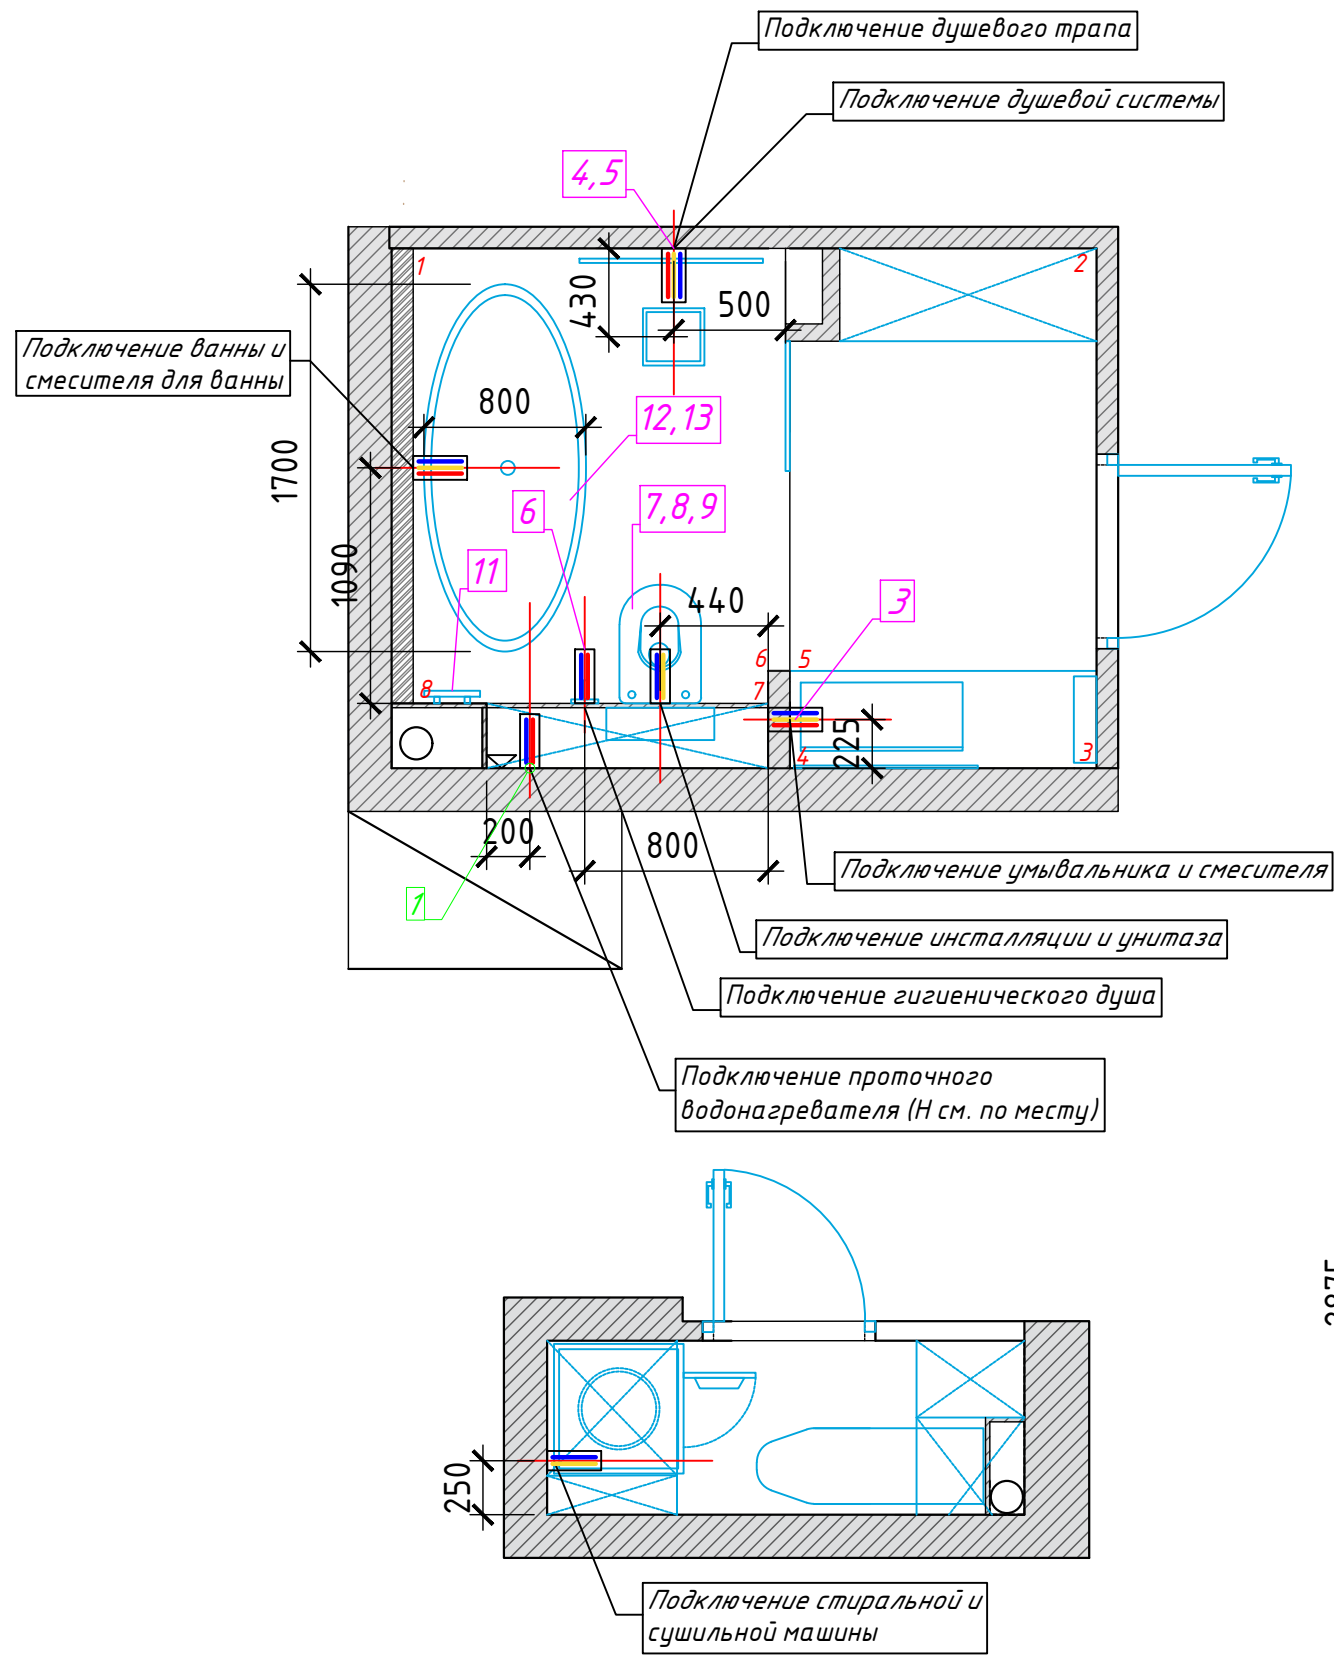 Подключение душевого трапа
Подключение душевой системы
4,5
1
2
430
500
Подключение ванны и
смесителя для ванны
800
12,13
1700
6
7,8,9
1090
11
440
3
6
5
8
7
225
4
3
200
800
Подключение умывальника и смесителя
1
Подключение инсталляции и унитаза
Подключение гигиенического душа
Подключение проточного
водонагревателя (Н см. по месту)
250
Подключение стиральной и
сушильной машины